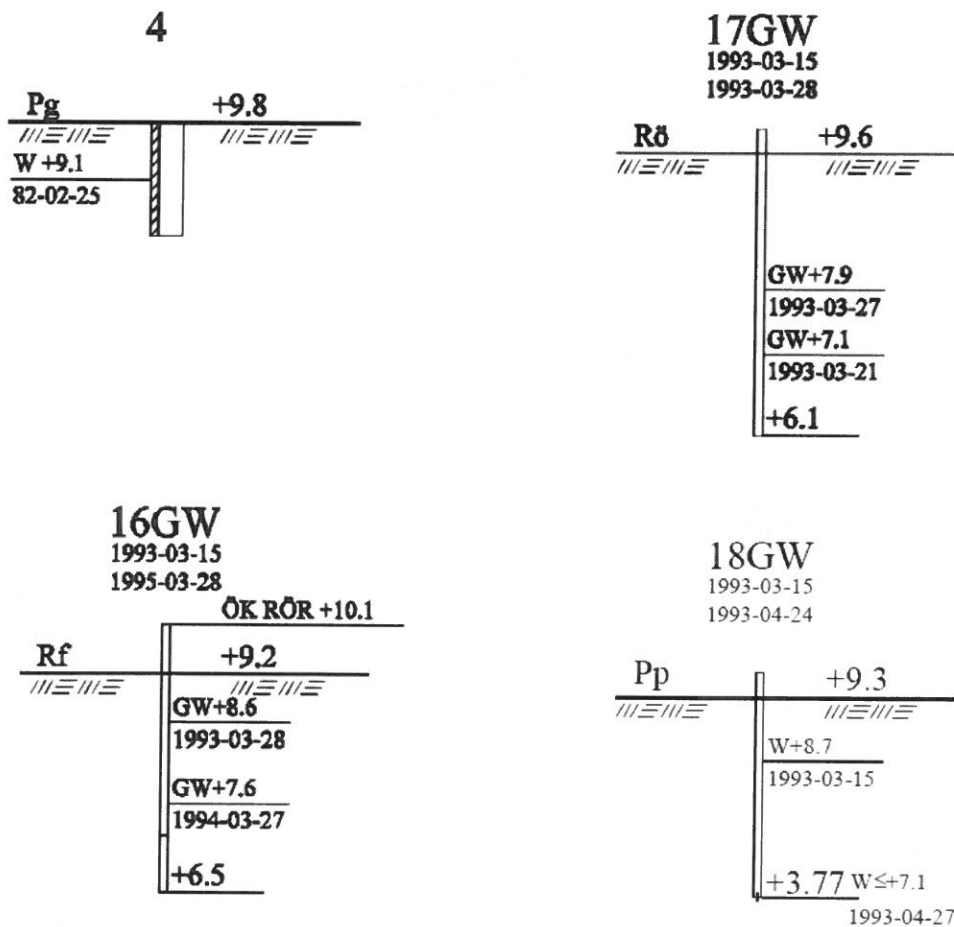 4
Pg +9.8
W +9.1
82-02-25
17GW
1993-03-15
1993-03-28
Rö +9.6
GW+7.9
1993-03-27
GW+7.1
1993-03-21
+6.1
16GW
1993-03-15
1995-03-28
ÖK RÖR +10.1
Rf +9.2
GW+8.6
1993-03-28
GW+7.6
1994-03-27
+6.5
18GW
1993-03-15
1993-04-24
Pp +9.3
W+8.7
1993-03-15
+3.77 W≤+7.1
1993-04-27